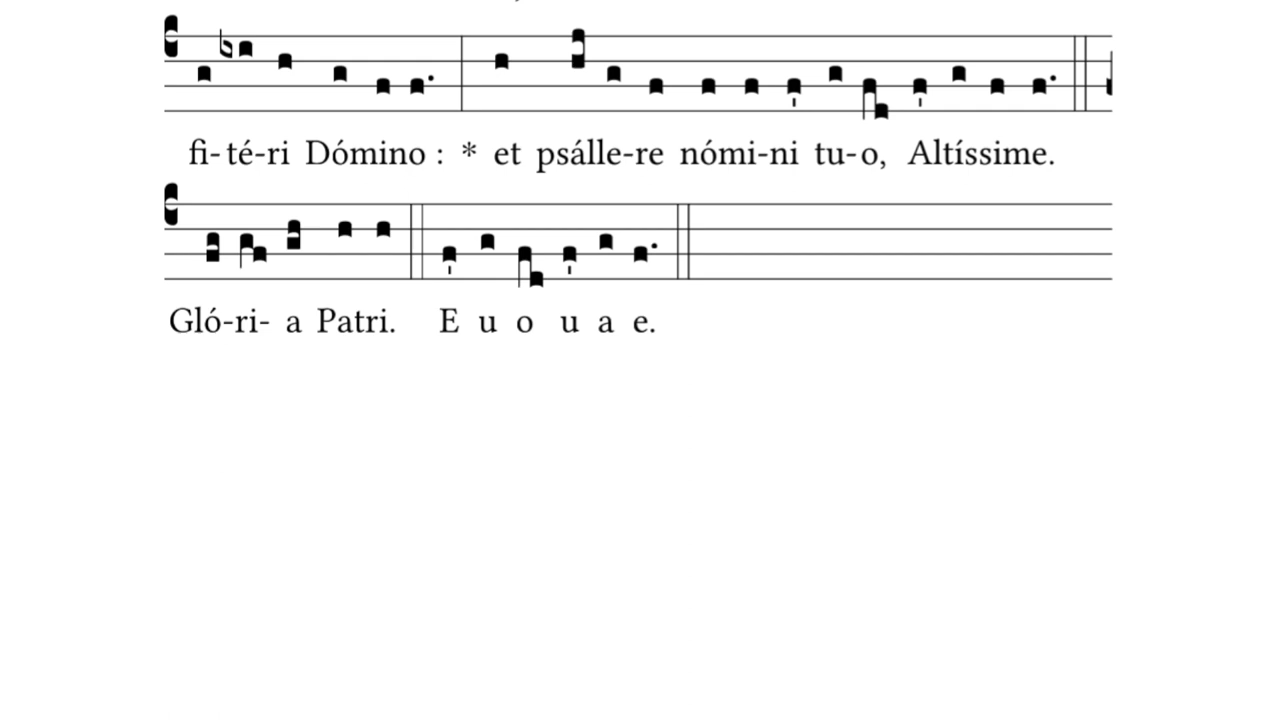 fi-té-ri Dómino : * et psálle-re nómi-ni tu-o, Altíssime.
Gló-ri- a Patri. E u o u a e.